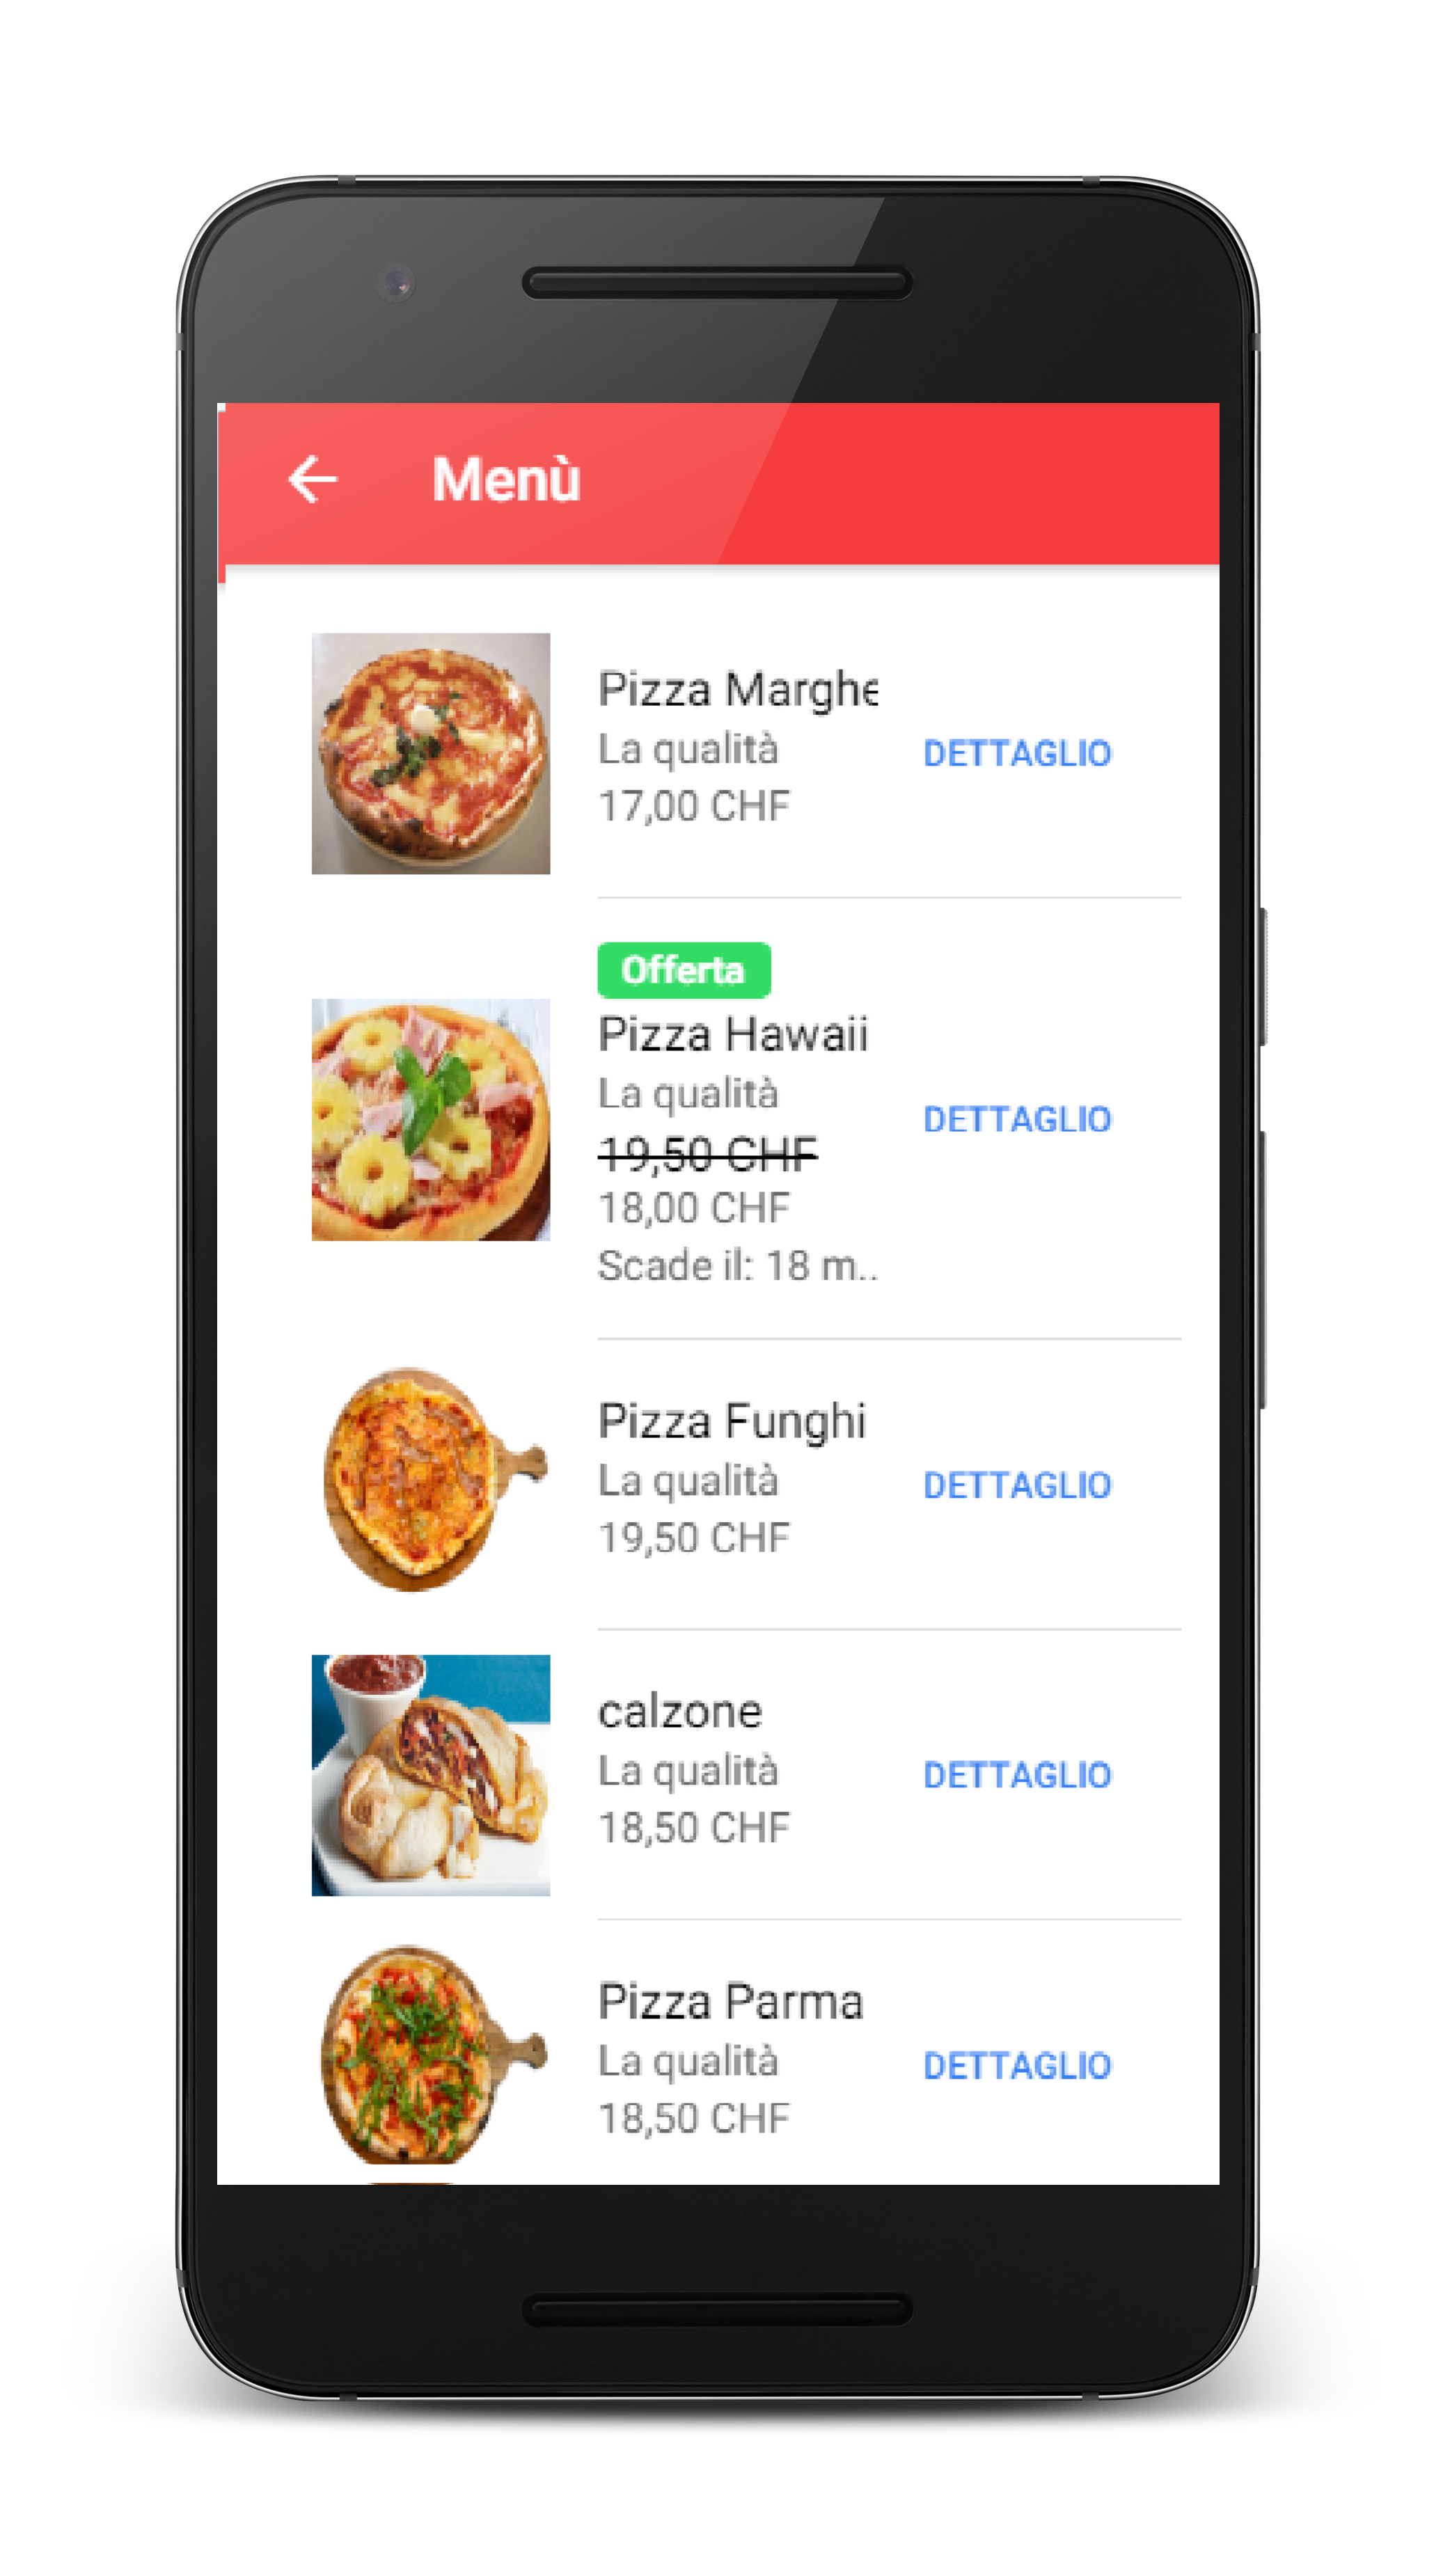 Menù
Pizza Marghe
La qualità
17,00 CHF
DETTAGLIO
Offerta
Pizza Hawaii
La qualità
19,50 CHF
18,00 CHF
Scade il: 18 m..
DETTAGLIO
Pizza Funghi
La qualità
19,50 CHF
DETTAGLIO
calzone
La qualità
18,50 CHF
DETTAGLIO
Pizza Parma
La qualità
18,50 CHF
DETTAGLIO